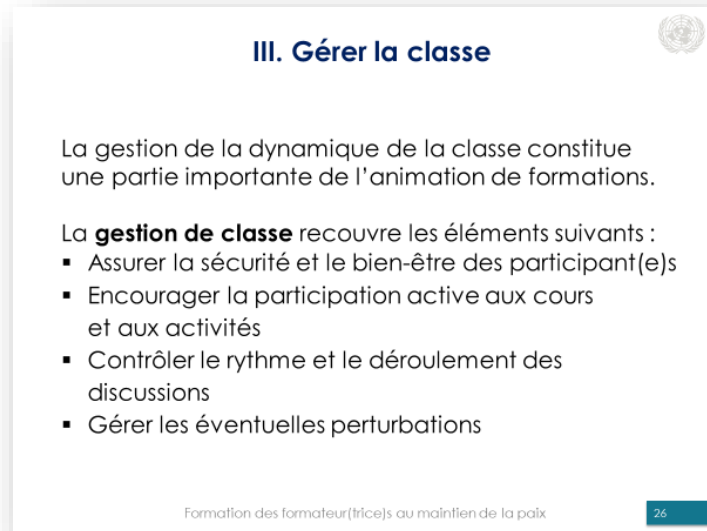 III. Gérer la classe
La gestion de la dynamique de la classe constitue
une partie importante de l’animation de formations.
La gestion de classe recouvre les éléments suivants :
▪ Assurer la sécurité et le bien-être des participant(e)s
▪ Encourager la participation active aux cours
et aux activités
▪ Contrôler le rythme et le déroulement des
discussions
▪ Gérer les éventuelles perturbations
Formation des formateur(trice)s au maintien de la paix
26